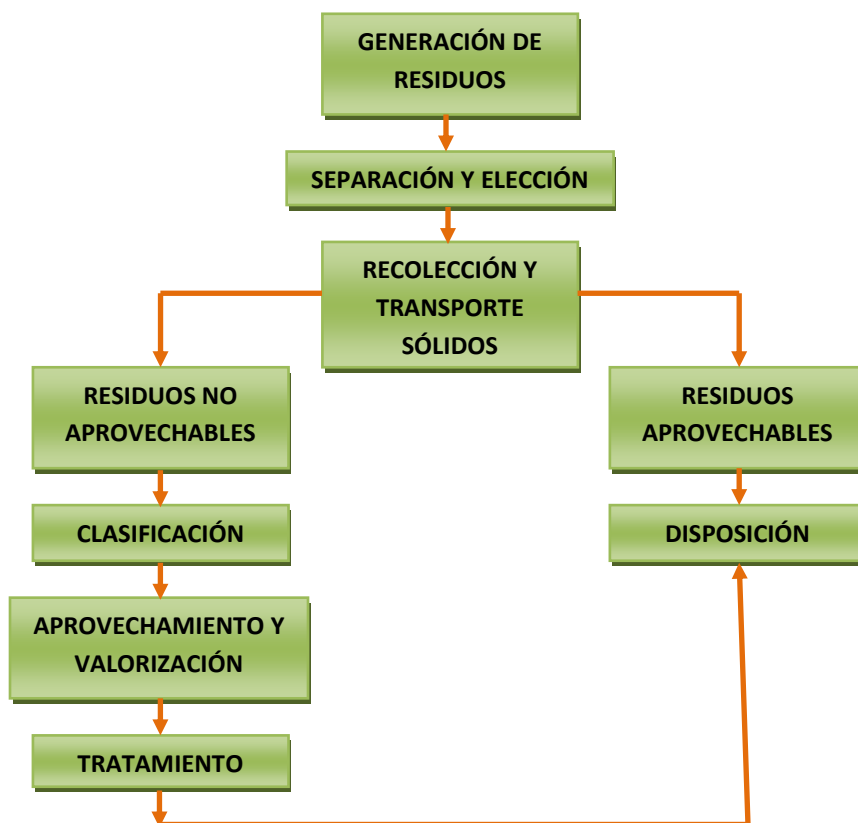 GENERACIÓN DE
RESIDUOS
SEPARACIÓN Y ELECCIÓN
RECOLECCIÓN Y
TRANSPORTE
SÓLIDOS
RESIDUOS NO
APROVECHABLES
RESIDUOS
APROVECHABLES
CLASIFICACIÓN
DISPOSICIÓN
APROVECHAMIENTO Y
VALORIZACIÓN
TRATAMIENTO